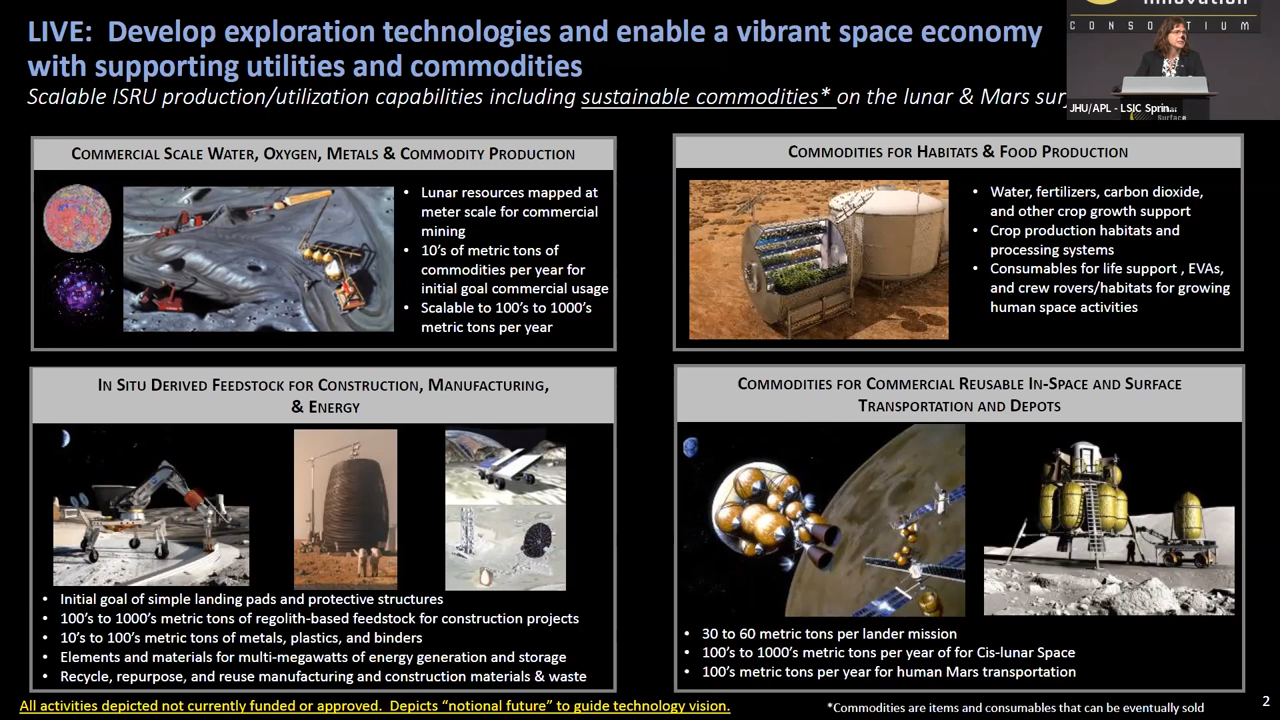 LIVE:  Develop exploration technologies and enable a vibrant space economy
with supporting utilities and commodities
Scalable ISRU production/utilization capabilities including sustainable commodities* on the lunar & Mars
CONSORTIUM
JHU/APL - LSIC Sprin...
Surface
COMMERCIAL SCALE WATER, OXYGEN, METALS & COMMODITY PRODUCTION
• Lunar resources mapped at
meter scale for commercial
mining
• 10's of metric tons of
commodities per year for
initial goal commercial usage
• Scalable to 100's to 1000's
metric tons per year
COMMODITIES FOR HABITATS & FOOD PRODUCTION
• Water, fertilizers, carbon dioxide,
and other crop growth support
• Crop production habitats and
processing systems
• Consumables for life support , EVAs,
and crew rovers/habitats for growing
human space activities
IN SITU DERIVED FEEDSTOCK FOR CONSTRUCTION, MANUFACTURING,
& ENERGY
• Initial goal of simple landing pads and protective structures
• 100's to 1000's metric tons of regolith-based feedstock for construction projects
• 10's to 100's metric tons of metals, plastics, and binders
• Elements and materials for multi-megawatts of energy generation and storage
• Recycle, repurpose, and reuse manufacturing and construction materials & waste
COMMODITIES FOR COMMERCIAL REUSABLE IN-SPACE AND SURFACE
TRANSPORTATION AND DEPOTS
• 30 to 60 metric tons per lander mission
• 100's to 1000's metric tons per year of for Cis-lunar Space
• 100's metric tons per year for human Mars transportation
All activities depicted not currently funded or approved.  Depicts "notional future" to guide technology vision.
*Commodities are items and consumables that can be eventually sold
2